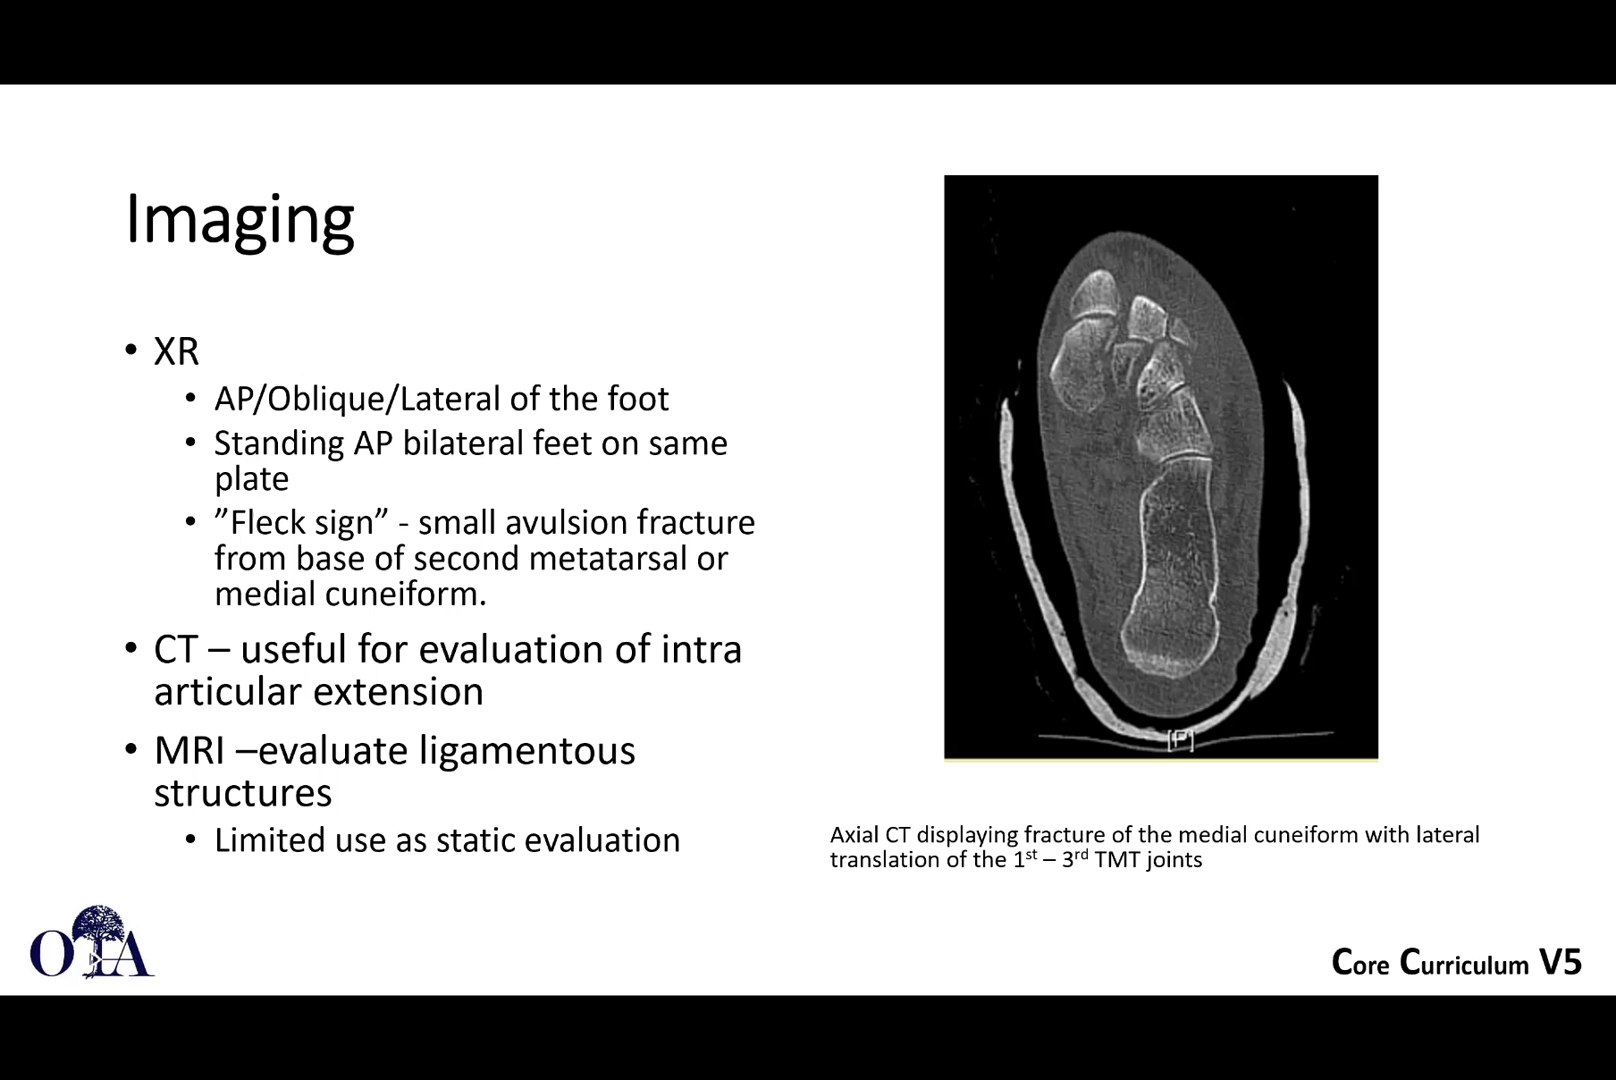 Imaging
• XR
• AP/Oblique/Lateral of the foot
• Standing AP bilateral feet on same
plate
• ”Fleck sign” - small avulsion fracture
from base of second metatarsal or
medial cuneiform.
• CT – useful for evaluation of intra
articular extension
• MRI –evaluate ligamentous
structures
• Limited use as static evaluation
[P]
Axial CT displaying fracture of the medial cuneiform with lateral
translation of the 1st – 3rd TMT joints
OTA
Core Curriculum V5